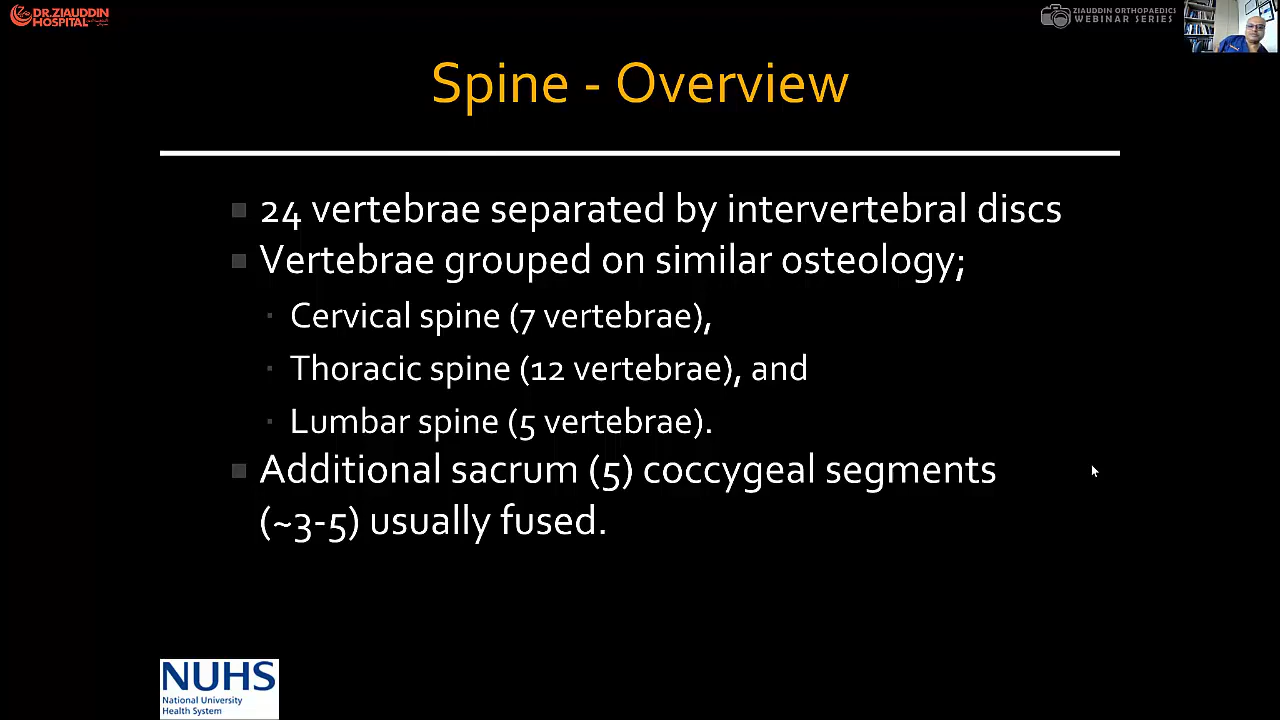 DR.ZIAUDDIN
HOSPITAL
ZIAUDDIN ORTHOPAEDICS
WEBINAR SERIES
Spine - Overview
24 vertebrae separated by intervertebral discs
Vertebrae grouped on similar osteology;
Cervical spine (7 vertebrae),
Thoracic spine (12 vertebrae), and
Lumbar spine (5 vertebrae).
Additional sacrum (5) coccygeal segments
(~3-5) usually fused.
NUHS
National University
Health System